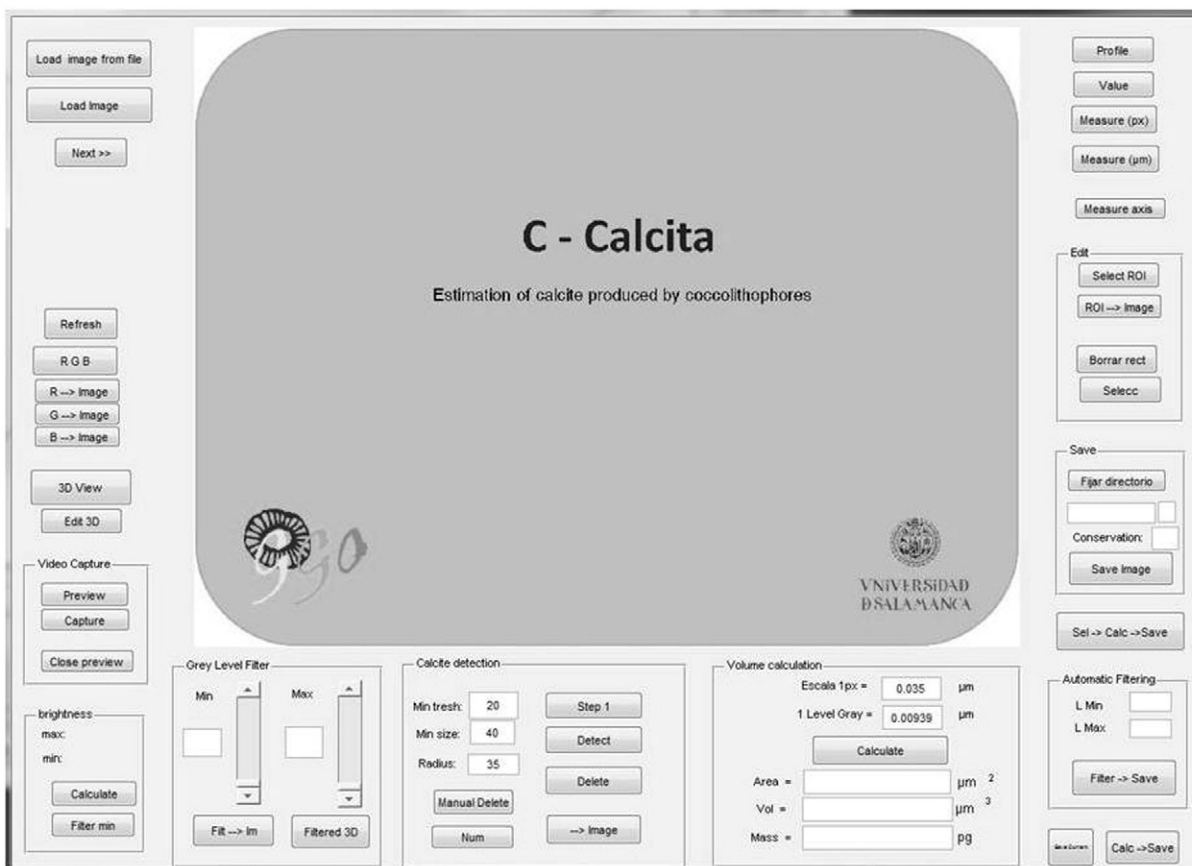 Load image from file
Load Image
Next >>
Refresh
R G B
R --> Image
G --> Image
B --> Image
3D View
Edit 3D
Video Capture
Preview
Capture
Close preview
brightness
max:
min:
Calculate
Filter min
C - Calcita
Estimation of calcite produced by coccolithophores
ggo
VNIVERSIDAD
D SALAMANCA
Grey Level Filter
Min
Max
Filt --> Im
Filtered 3D
Calcite detection
Min tresh: 20
Min size: 40
Radius: 35
Step 1
Detect
Delete
Manual Delete
Num
--> Image
Volume calculation
Escala 1px = 0.035 µm
1 Level Gray = 0.00939 µm
Calculate
Area = µm 2
Vol = µm 3
Mass = pg
Profile
Value
Measure (px)
Measure (µm)
Measure axis
Edit
Select ROI
ROI --> Image
Borrar rect
Selecc
Save
Fijar directorio
Conservation:
Save Image
Sel -> Calc ->Save
Automatic Filtering
L Min
L Max
Filter -> Save
Calc ->Save